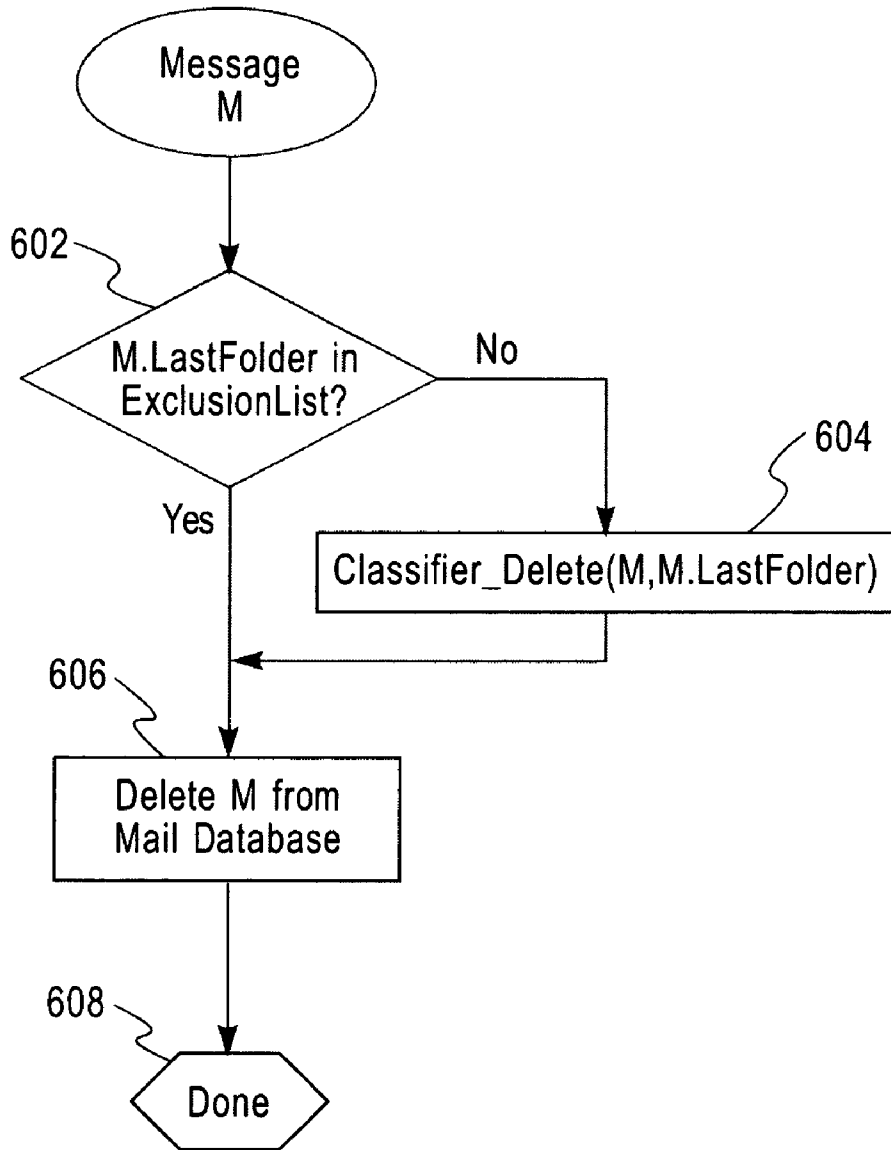 Message
M
602
M.LastFolder in
ExclusionList?
No
Yes
604
Classifier_Delete(M,M.LastFolder)
606
Delete M from
Mail Database
608
Done